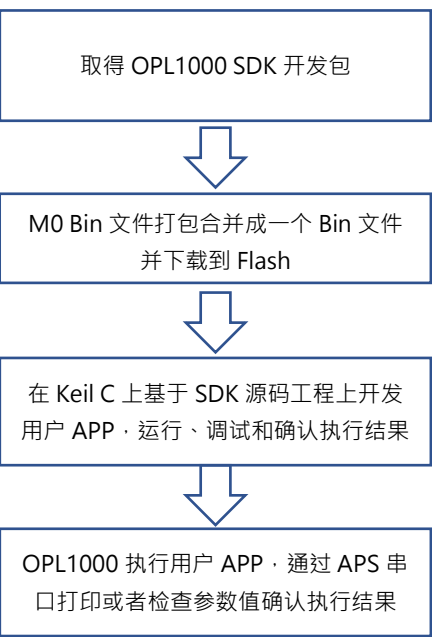 取得 OPL1000 SDK 开发包
M0 Bin 文件打包合并成一个 Bin 文件
并下载到 Flash
在 Keil C 上基于 SDK 源码工程上开发
用户 APP，运行、调试和确认执行结果
OPL1000 执行用户 APP，通过 APS 串
口打印或者检查参数值确认执行结果